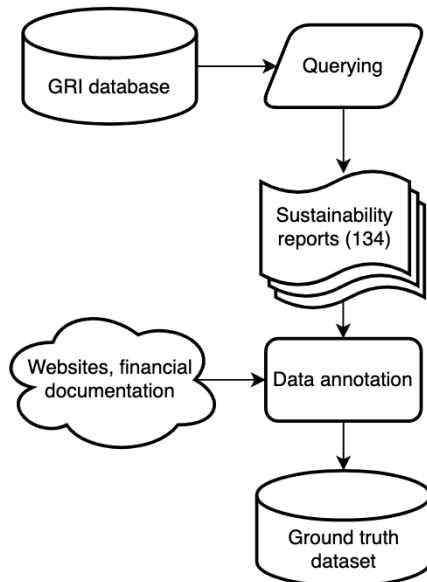 GRI database
Querying
Sustainability
reports (134)
Websites, financial
documentation
Data annotation
Ground truth
dataset